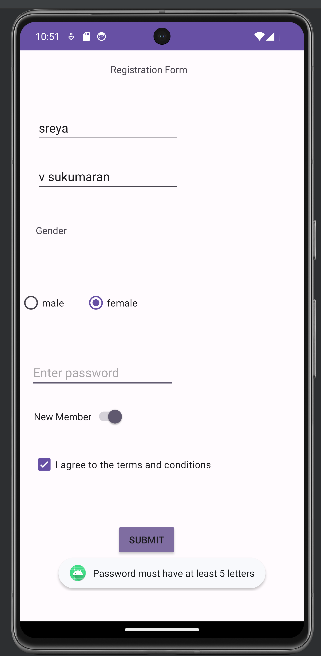 10:51
Registration Form
sreya
v sukumaran
Gender
male female
Enter password
New Member
I agree to the terms and conditions
SUBMIT
Password must have at least 5 letters